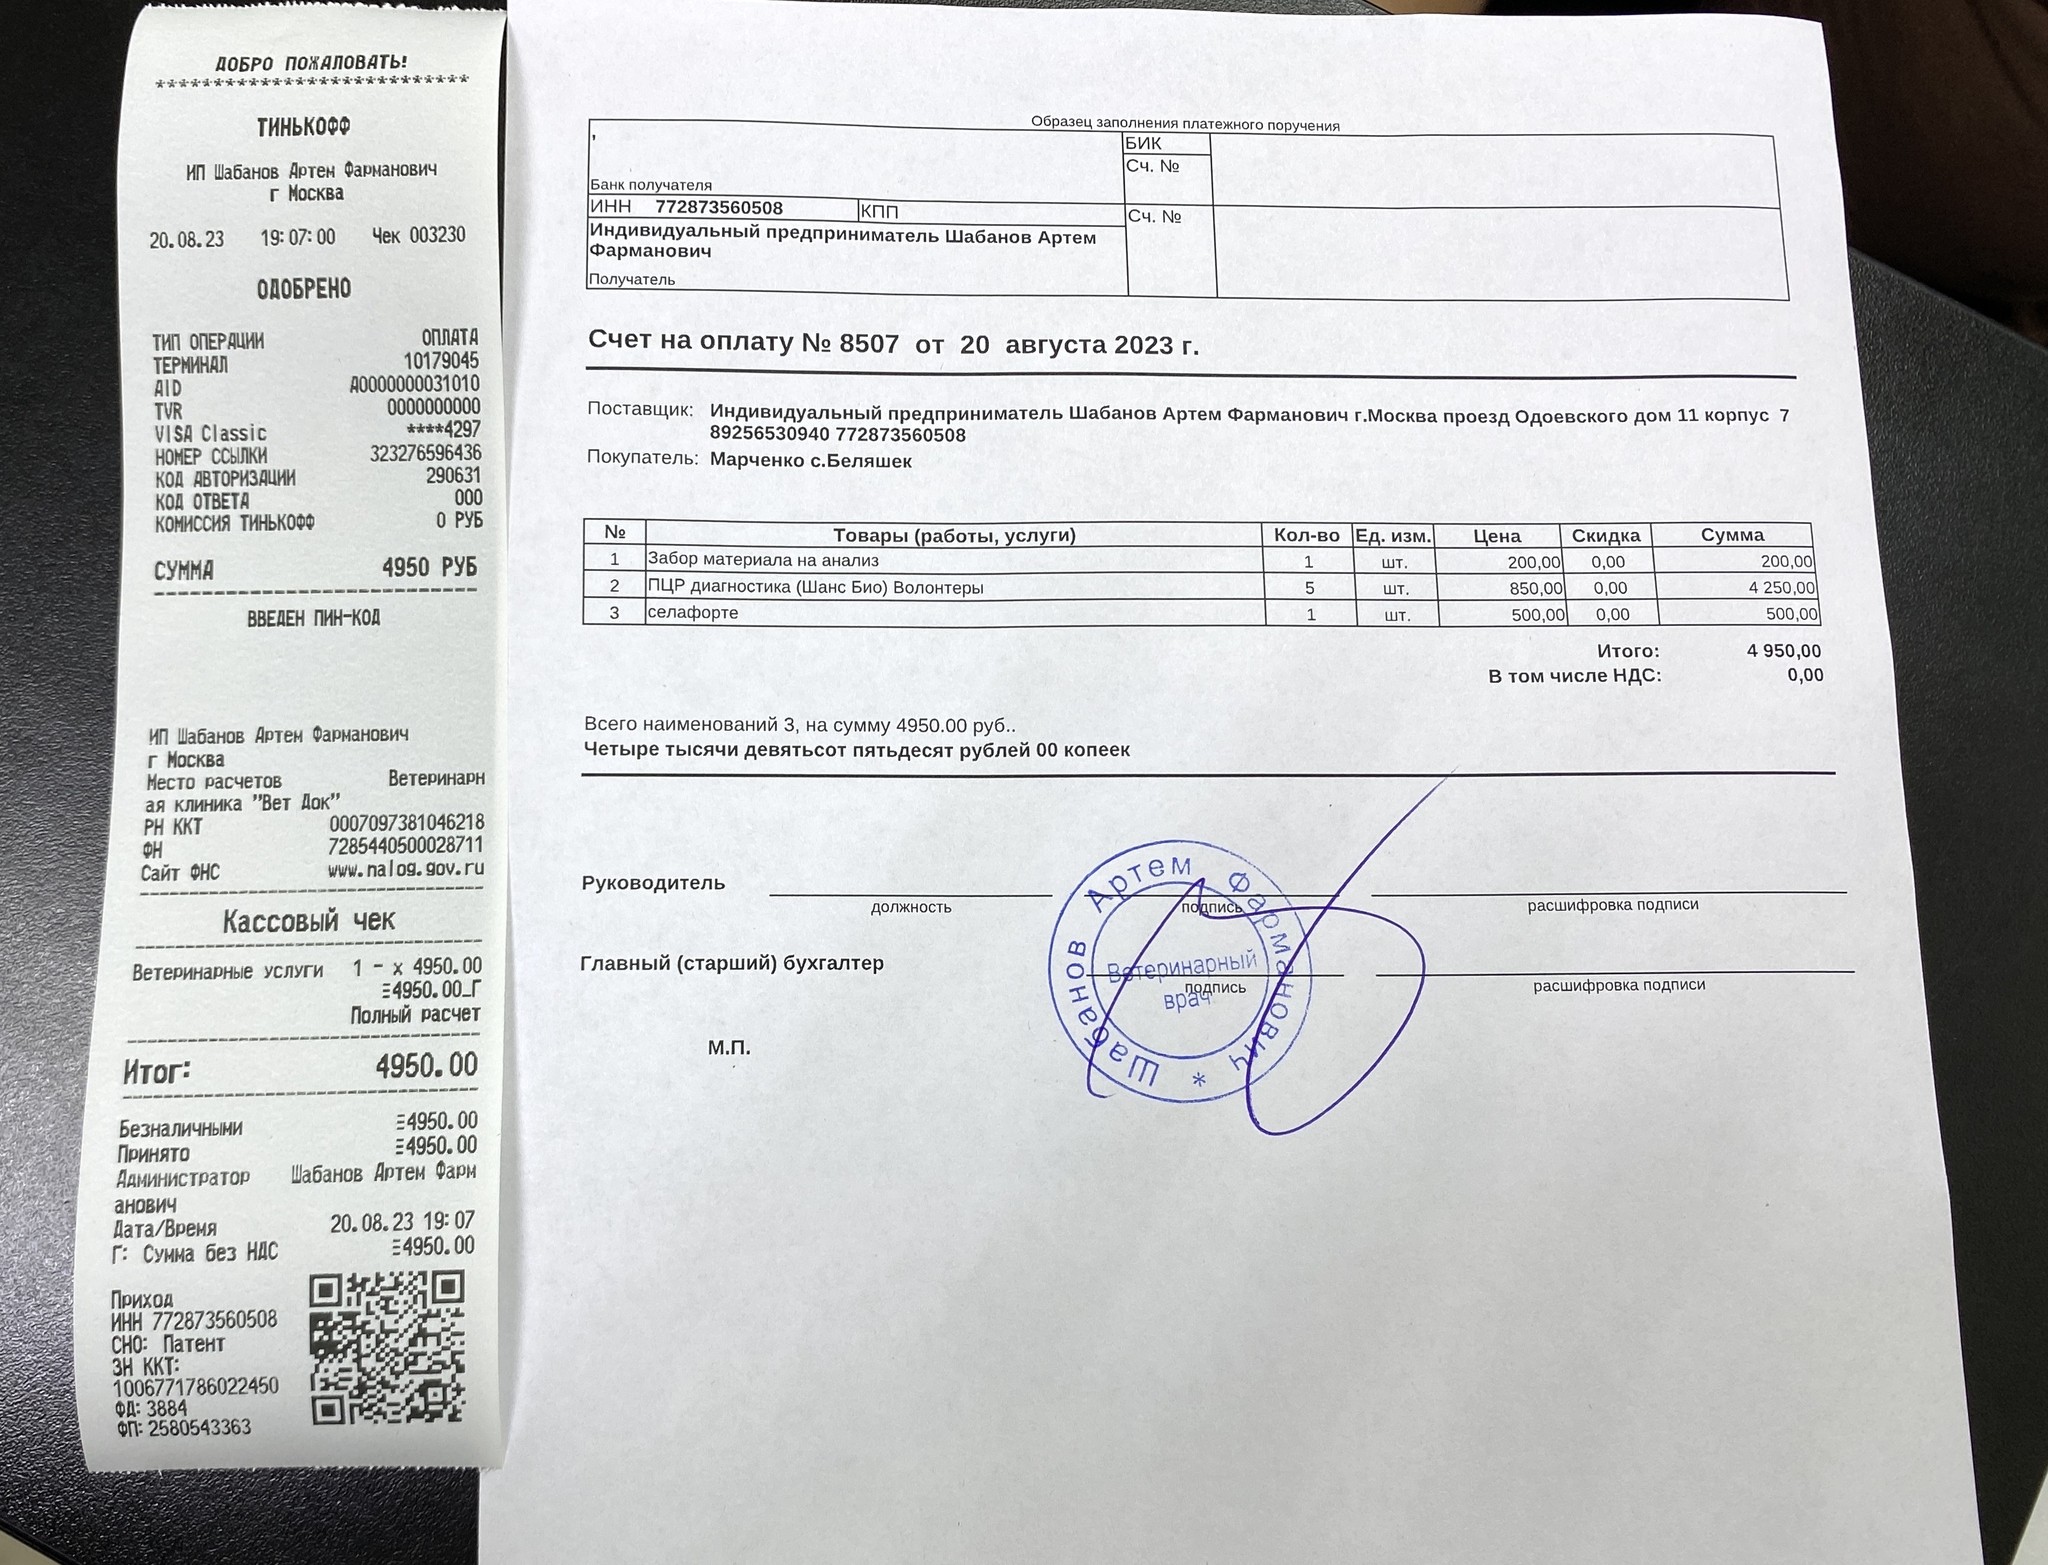 ДОБРО ПОЖАЛОВАТЬ!
***************************
ТИНЬКОФФ
ИП Шабанов Артем Фарманович
г Москва
20.08.23 19:07:00 Чек 003230
ОДОБРЕНО
ТИП ОПЕРАЦИИ ОПЛАТА
ТЕРМИНАЛ 10179045
AID A0000000031010
TVR 0000000000
VISA Classic ****4297
НОМЕР ССЫЛКИ 323276596436
КОД АВТОРИЗАЦИИ 290631
КОД ОТВЕТА 000
КОМИССИЯ ТИНЬКОФФ 0 РУБ
СУММА 4950 РУБ
ВВЕДЕН ПИН-КОД
ИП Шабанов Артем Фарманович
г Москва
Место расчетов Ветеринарн
ая клиника "Вет Док"
РН ККТ 0007097381046218
ФН 7285440500028711
Сайт ФНС www.nalog.gov.ru
Кассовый чек
Ветеринарные услуги 1 - x 4950.00
=4950.00_Г
Полный расчет
Итог: 4950.00
Безналичными =4950.00
Принято =4950.00
Администратор Шабанов Артем Фарм
анович
Дата/Время 20.08.23 19:07
Г: Сумма без НДС =4950.00
Приход
ИНН 772873560508
СНО: Патент
ЗН ККТ:
1006771786022450
ФД: 3884
ФП: 2580543363
Образец заполнения платежного поручения
,
БИК
Сч. №
Банк получателя
ИНН 772873560508 КПП Сч. №
Индивидуальный предприниматель Шабанов Артем
Фарманович
Получатель
Счет на оплату № 8507 от 20 августа 2023 г.
Поставщик: Индивидуальный предприниматель Шабанов Артем Фарманович г.Москва проезд Одоевского дом 11 корпус 7
89256530940 772873560508
Покупатель: Марченко с.Беляшек
№ Товары (работы, услуги) Кол-во Ед. изм. Цена Скидка Сумма
1 Забор материала на анализ 1 шт. 200,00 0,00 200,00
2 ПЦР диагностика (Шанс Био) Волонтеры 5 шт. 850,00 0,00 4 250,00
3 селафорте 1 шт. 500,00 0,00 500,00
Итого: 4 950,00
В том числе НДС: 0,00
Всего наименований 3, на сумму 4950.00 руб..
Четыре тысячи девятьсот пятьдесят рублей 00 копеек
Руководитель
должность подпись расшифровка подписи
Главный (старший) бухгалтер
подпись расшифровка подписи
М.П.
Шабанов Артем Фарманович *
Ветеринарный
врач